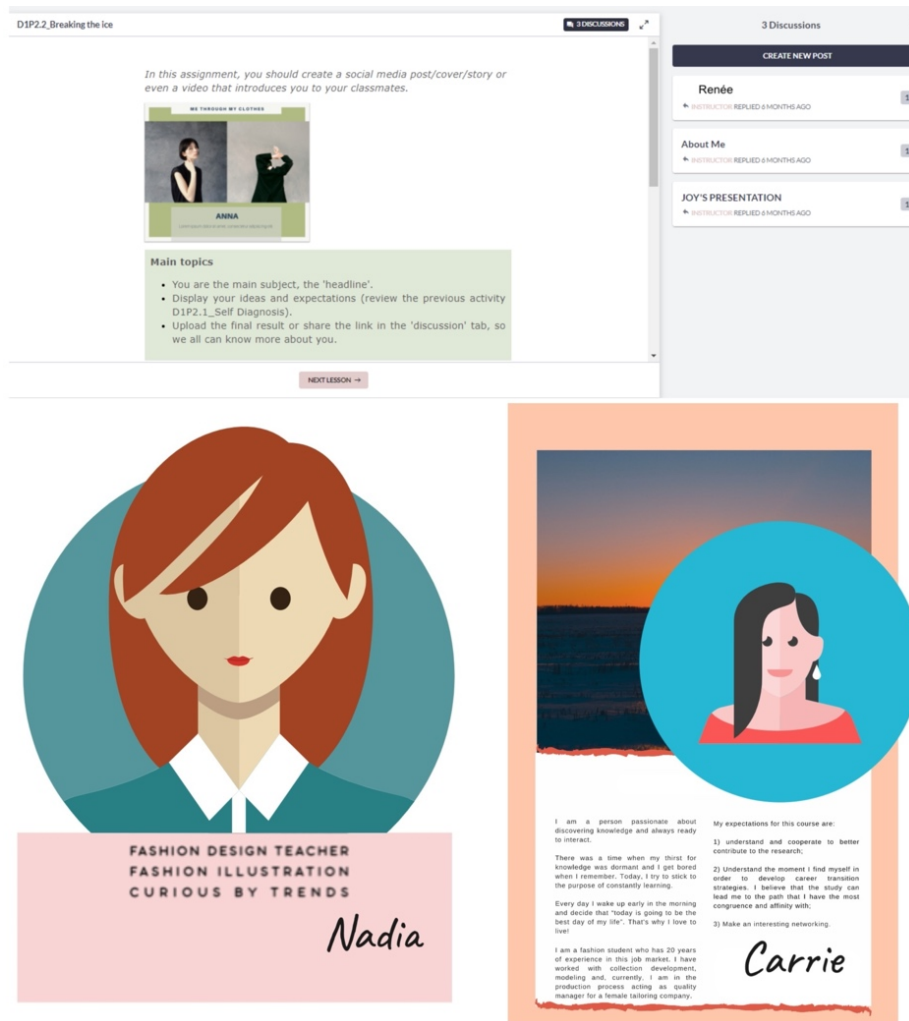 D1P2.2_Breaking the ice
3 DISCUSSIONS
In this assignment, you should create a social media post/cover/story or
even a video that introduces you to your classmates.
ME THROUGH MY CLOTHES
ANNA
Main topics
You are the main subject, the 'headline'.
Display your ideas and expectations (review the previous activity
D1P2.1_Self Diagnosis).
Upload the final result or share the link in the 'discussion' tab, so
we all can know more about you.
NEXT LESSON →
3 Discussions
CREATE NEW POST
Renée
INSTRUCTOR REPLIED 6 MONTHS AGO
About Me
INSTRUCTOR REPLIED 6 MONTHS AGO
JOY'S PRESENTATION
INSTRUCTOR REPLIED 6 MONTHS AGO
FASHION DESIGN TEACHER
FASHION ILLUSTRATION
CURIOUS BY TRENDS
Nadia
I am a person passionate about
discovering knowledge and always ready
to interact.
There was a time when my thirst for
knowledge was dormant and I get bored
when I remember. Today, I try to stick to
the purpose of constantly learning.
Every day I wake up early in the morning
and decide that "today is going to be the
best day of my life". That's why I love to
live!
I am a fashion student who has 20 years
of experience in this job market. I have
worked with collection development,
modeling and, currently, I am in the
production process acting as quality
manager for a female tailoring company.
My expectations for this course are:
1) understand and cooperate to better
contribute to the research;
2) Understand the moment I find myself in
order to develop career transition
strategies. I believe that the study can
lead me to the path that I have the most
congruence and affinity with;
3) Make an interesting networking.
Carrie